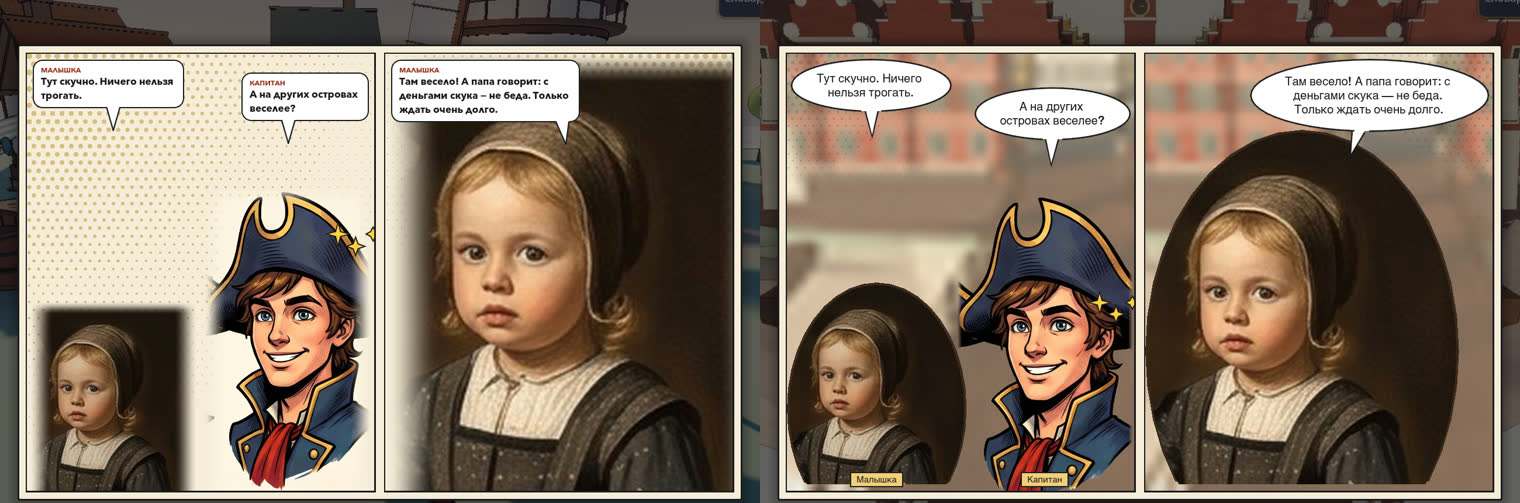 МАЛЫШКА
Тут скучно. Ничего нельзя
трогать.
КАПИТАН
А на других островах
веселее?
МАЛЫШКА
Там весело! А папа говорит: с
деньгами скука – не беда. Только
ждать очень долго.
Тут скучно. Ничего
нельзя трогать.
А на других
островах веселее?
Там весело! А папа говорит: с
деньгами скука — не беда.
Только ждать очень долго.
Малышка
Капитан